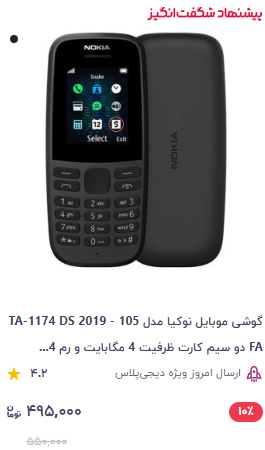 پیشنهاد شگفت‌انگیز
NOKIA
Snake
Select Exit
NOKIA
گوشی موبایل نوکیا مدل 105 - 2019 TA-1174 DS
FA دو سیم کارت ظرفیت 4 مگابایت و رم 4...
ارسال امروز ویژه دیجی‌پلاس
۴.۲
۱۰٪
۴۹۵,۰۰۰ تومان
۵۵۰,۰۰۰